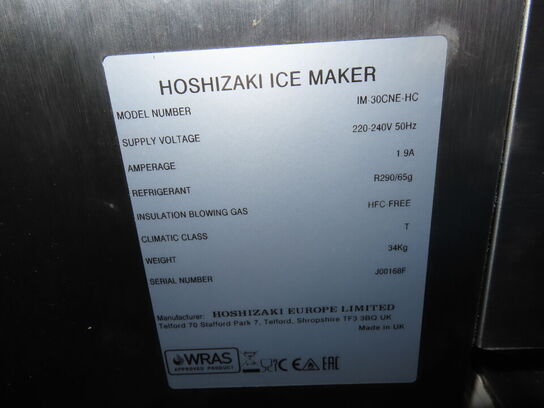 HOSHIZAKI ICE MAKER
MODEL NUMBER IM-30CNE-HC
SUPPLY VOLTAGE 220-240V 50Hz
AMPERAGE 1.9A
REFRIGERANT R290/65g
INSULATION BLOWING GAS HFC-FREE
CLIMATIC CLASS T
WEIGHT 34Kg
SERIAL NUMBER J00168F
Manufacturer: HOSHIZAKI EUROPE LIMITED
Telford 70 Stafford Park 7, Telford, Shropshire TF3 3BQ UK
Made in UK
WRAS CE EAC
APPROVED PRODUCT